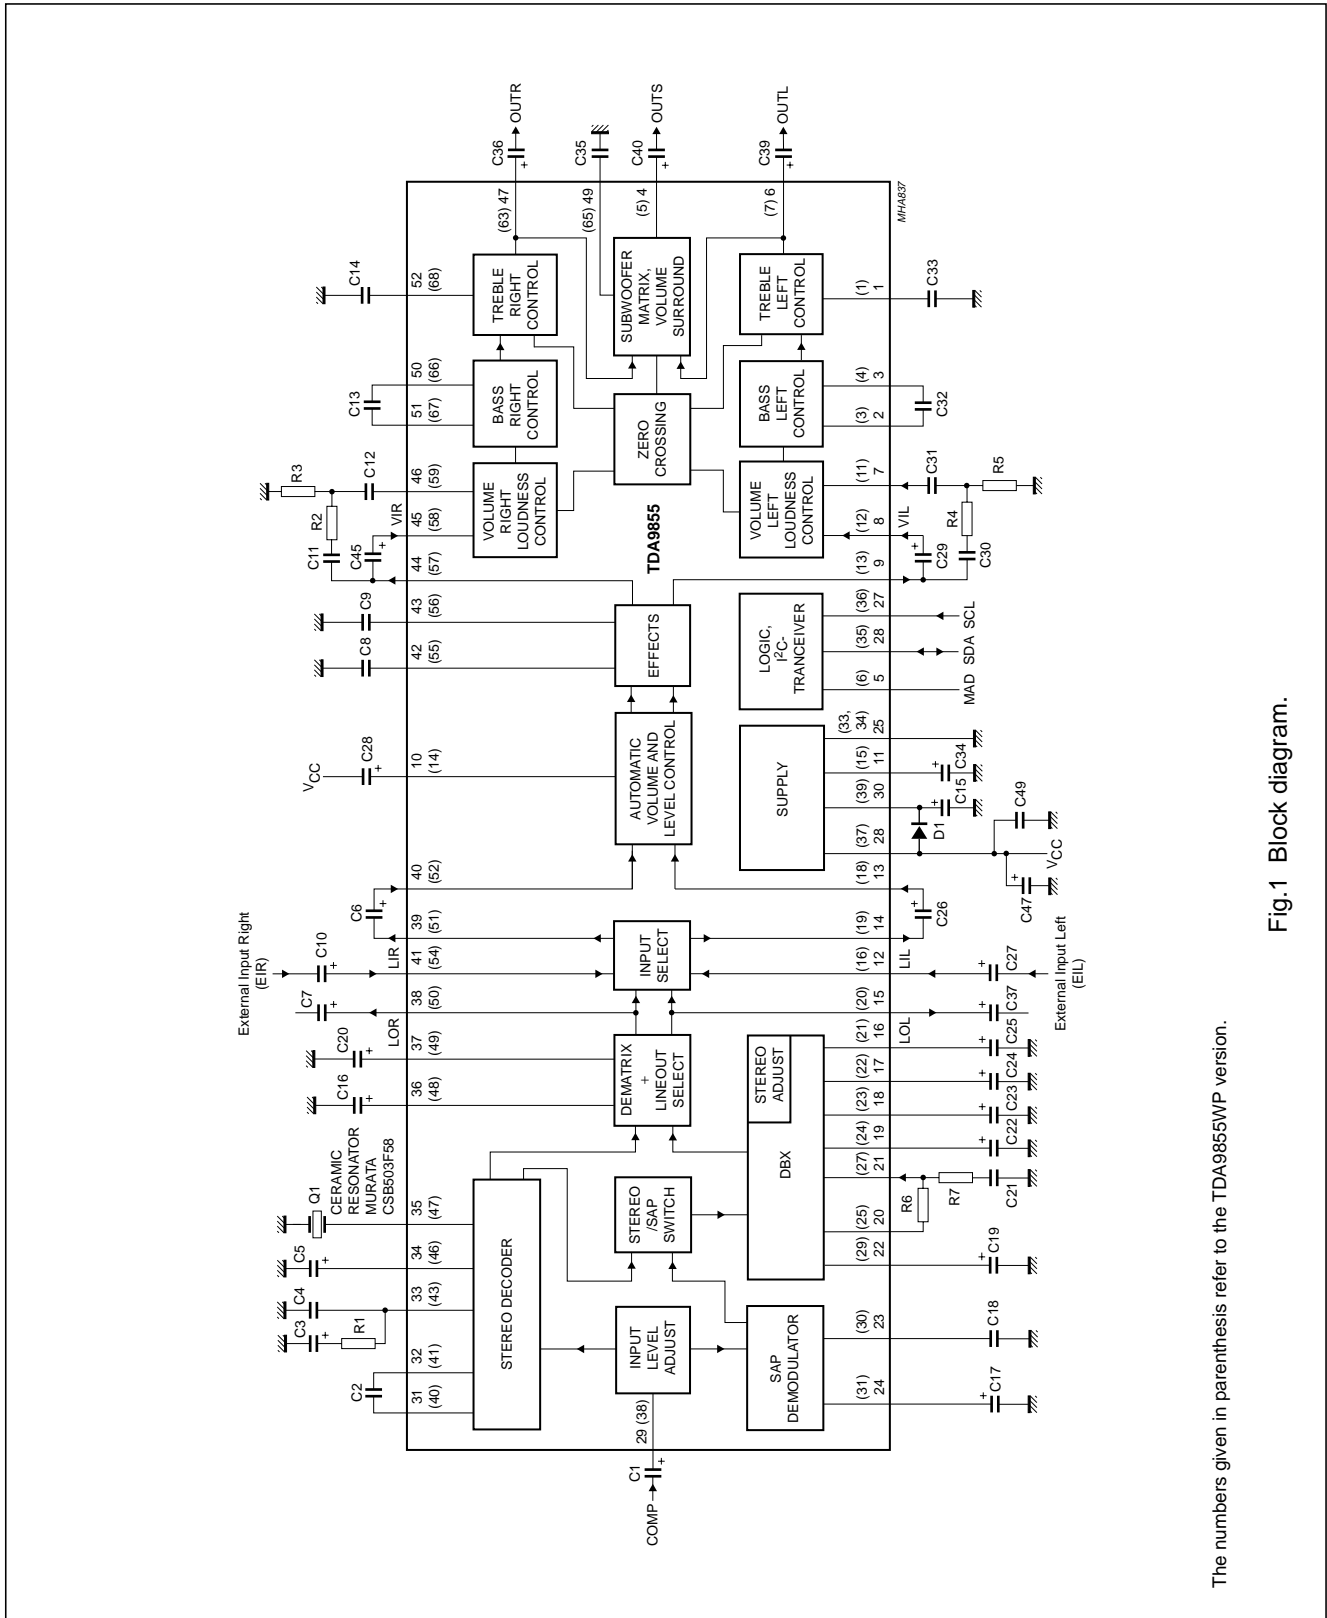 External Input Right
(EIR)
COMP
C1
+
29 (38)
C2
31
(40)
32
(41)
C3
+
R1
C4
33
(43)
C5
+
34
(46)
Q1
CERAMIC
RESONATOR
MURATA
CSB503F58
35
(47)
C16
+
36
(48)
C20
+
37
(49)
C7
+
LOR
38
(50)
C10
+
LIR
41
(54)
39
(51)
C6
+
40
(52)
VCC
C28
+
10
(14)
C8
42
(55)
C9
43
(56)
44
(57)
C11
C45
+
R2
R3
VIR
45
(58)
C12
46
(59)
C13
51
(67)
50
(66)
C14
52
(68)
STEREO DECODER
INPUT
LEVEL
ADJUST
SAP
DEMODULATOR
STEREO
/SAP
SWITCH
DBX
STEREO
ADJUST
DEMATRIX
+
LINEOUT
SELECT
INPUT
SELECT
AUTOMATIC
VOLUME AND
LEVEL CONTROL
EFFECTS
SUPPLY
LOGIC,
I²C-
TRANCEIVER
TDA9855
VOLUME
RIGHT
LOUDNESS
CONTROL
BASS
RIGHT
CONTROL
TREBLE
RIGHT
CONTROL
ZERO
CROSSING
SUBWOOFER
MATRIX,
VOLUME
SURROUND
VOLUME
LEFT
LOUDNESS
CONTROL
BASS
LEFT
CONTROL
TREBLE
LEFT
CONTROL
(63) 47
C36
+
OUTR
(65) 49
C35
(5) 4
C40
+
OUTS
(7) 6
C39
+
OUTL
(31)
24
C17
+
(30)
23
C18
(29)
22
C19
+
(25)
20
R6
(27)
21
R7
C21
(24)
19
C22
+
(23)
18
C23
+
(22)
17
C24
+
(21)
16
C25
+
(20)
15
LOL
C37
+
(16)
12
LIL
C27
+
External Input Left
(EIL)
(19)
14
C26
+
(18)
13
(37)
28
D1
C47
+
VCC
C49
(39)
30
C15
+
(15)
11
C34
+
(33,
34)
25
(6)
5
MAD
(35)
28
SDA
(36)
27
SCL
(13)
9
C29
+
C30
R4
R5
(12)
8
VIL
(11)
7
C31
(3)
2
(4)
3
C32
(1)
1
C33
MHA837
The numbers given in parenthesis refer to the TDA9855WP version.
Fig.1 Block diagram.